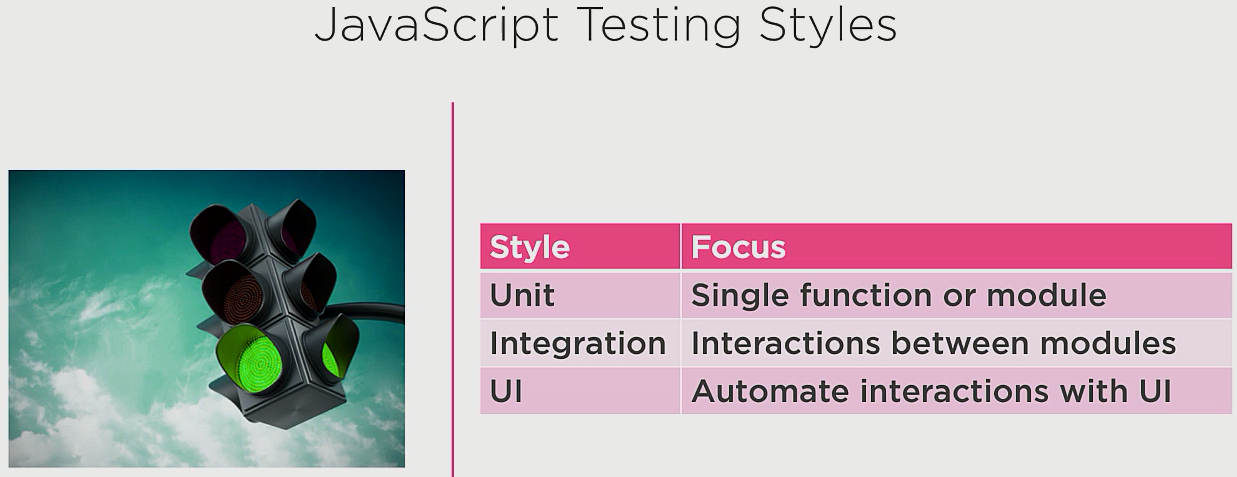 JavaScript Testing Styles
Style Focus
Unit Single function or module
Integration Interactions between modules
UI Automate interactions with UI